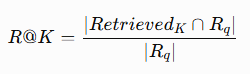 R@K = |Retrieved_K ∩ R_q| / |R_q|